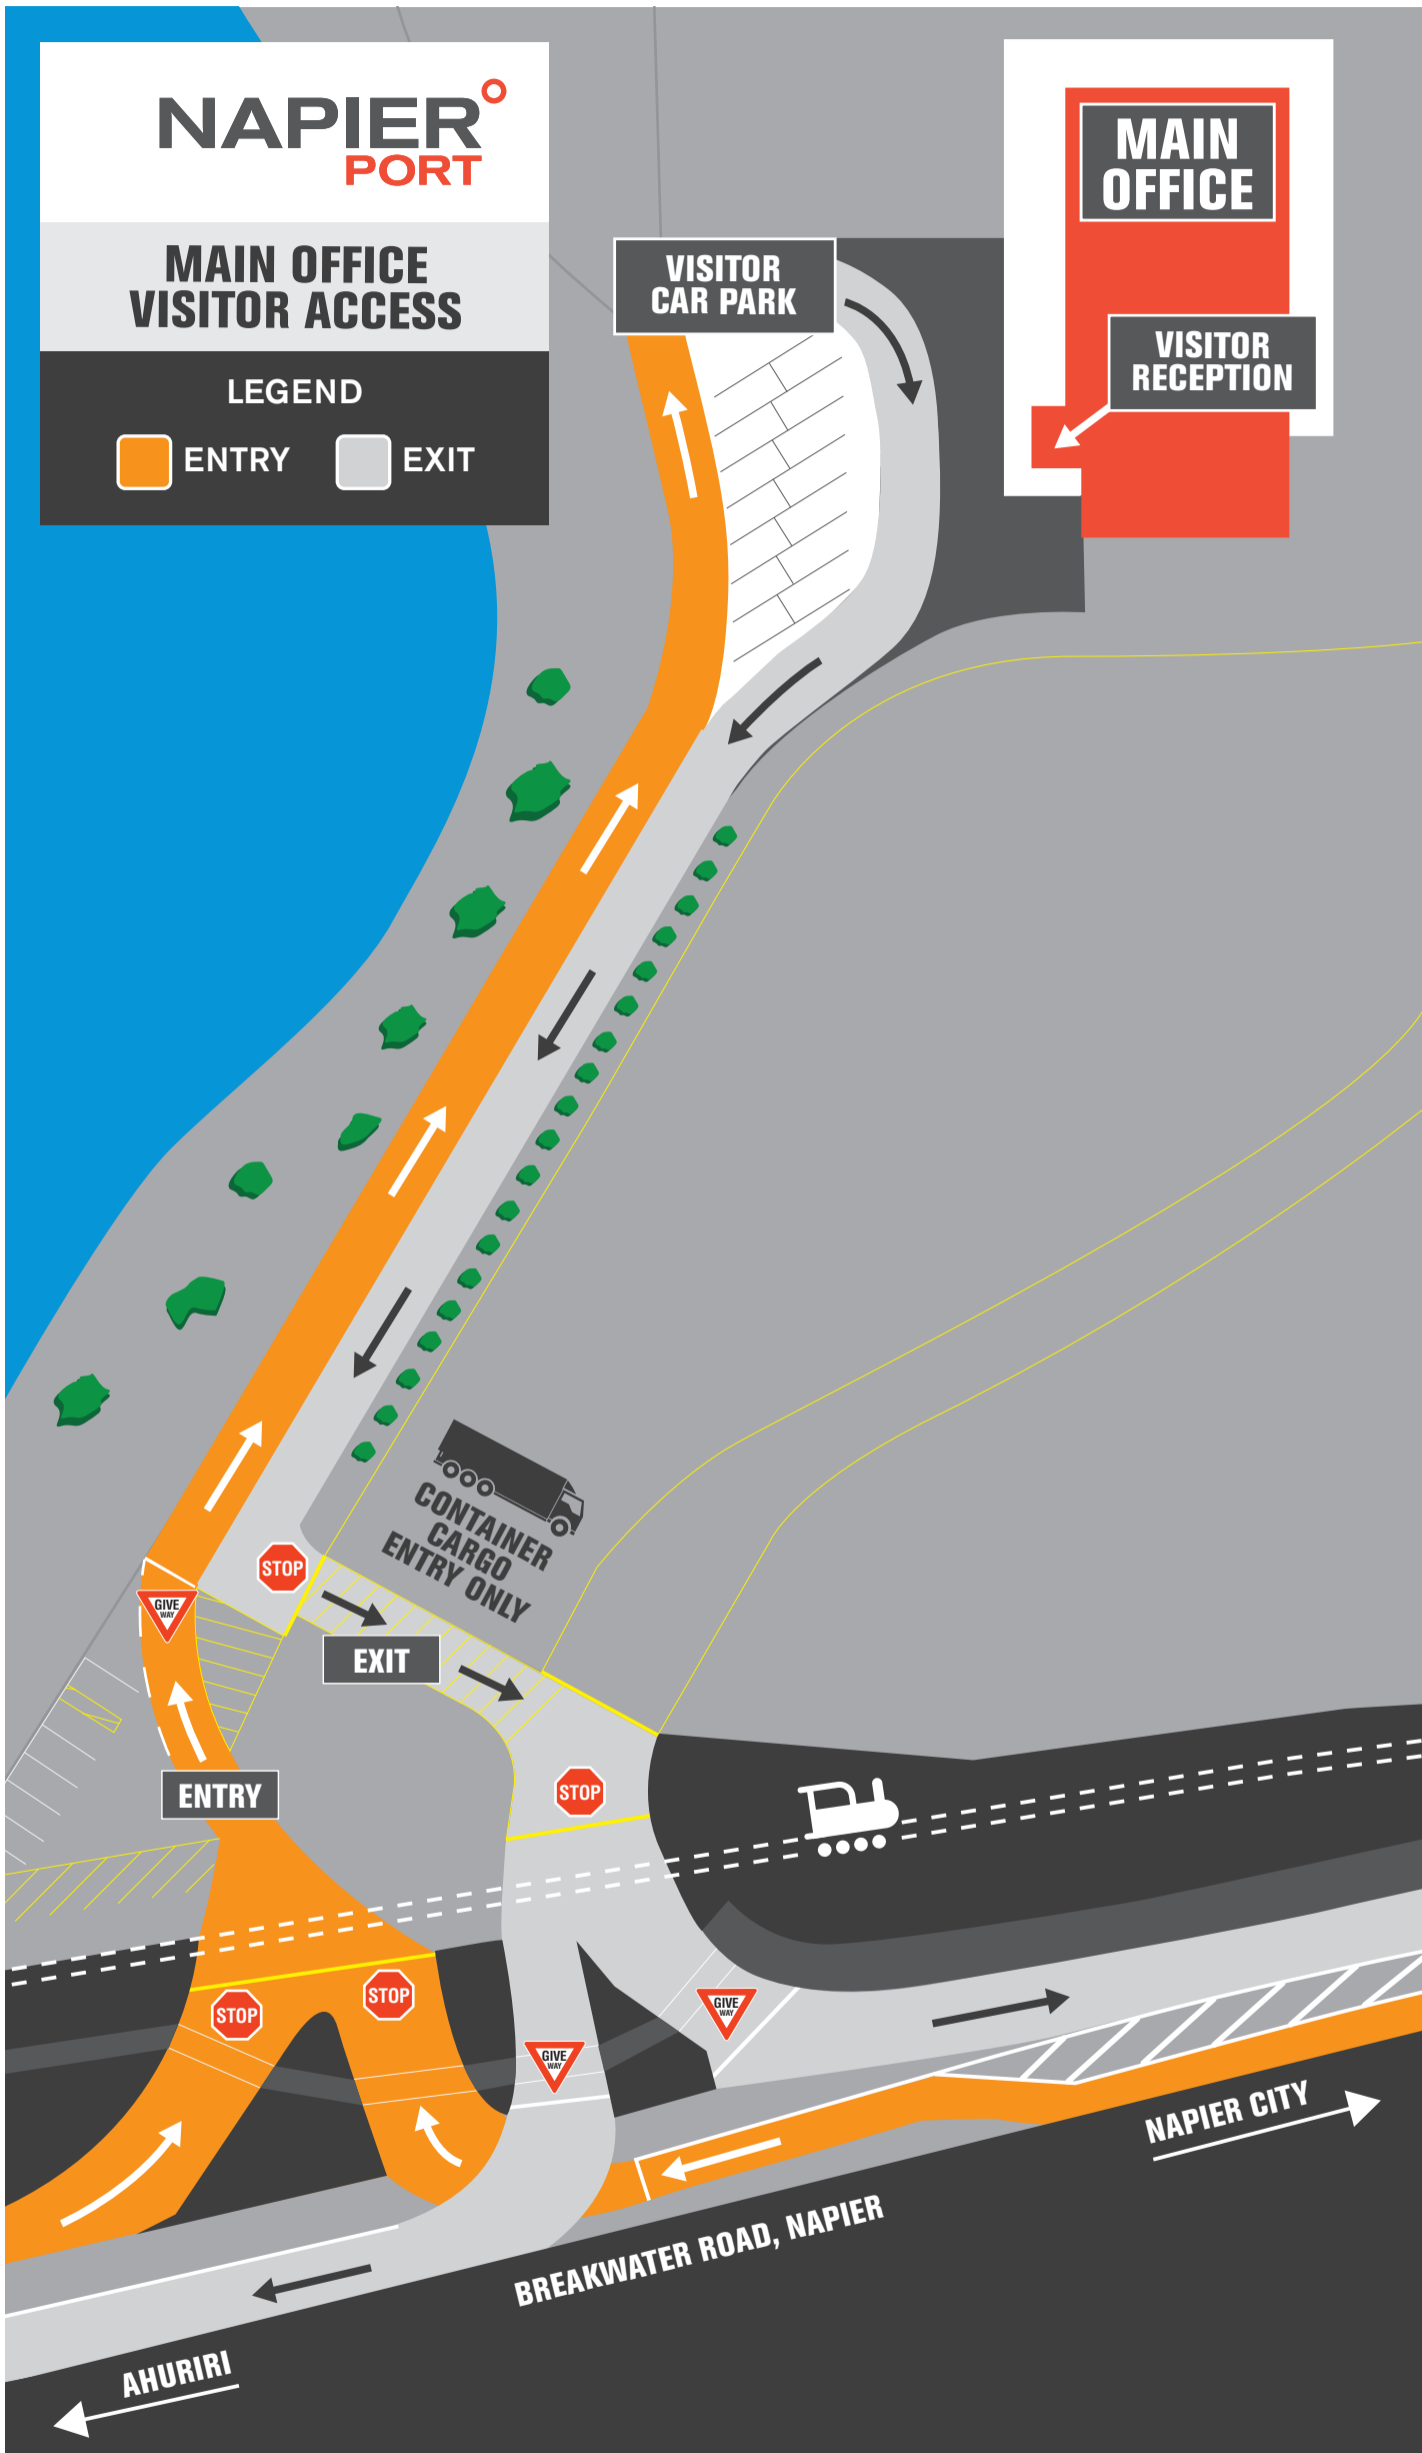 NAPIER
PORT
MAIN OFFICE
VISITOR ACCESS
LEGEND
ENTRY
EXIT
MAIN
OFFICE
VISITOR
CAR PARK
VISITOR
RECEPTION
CONTAINER
CARGO
ENTRY ONLY
STOP
GIVE
WAY
EXIT
ENTRY
STOP
STOP
STOP
GIVE
WAY
GIVE
WAY
NAPIER CITY
BREAKWATER ROAD, NAPIER
AHURIRI